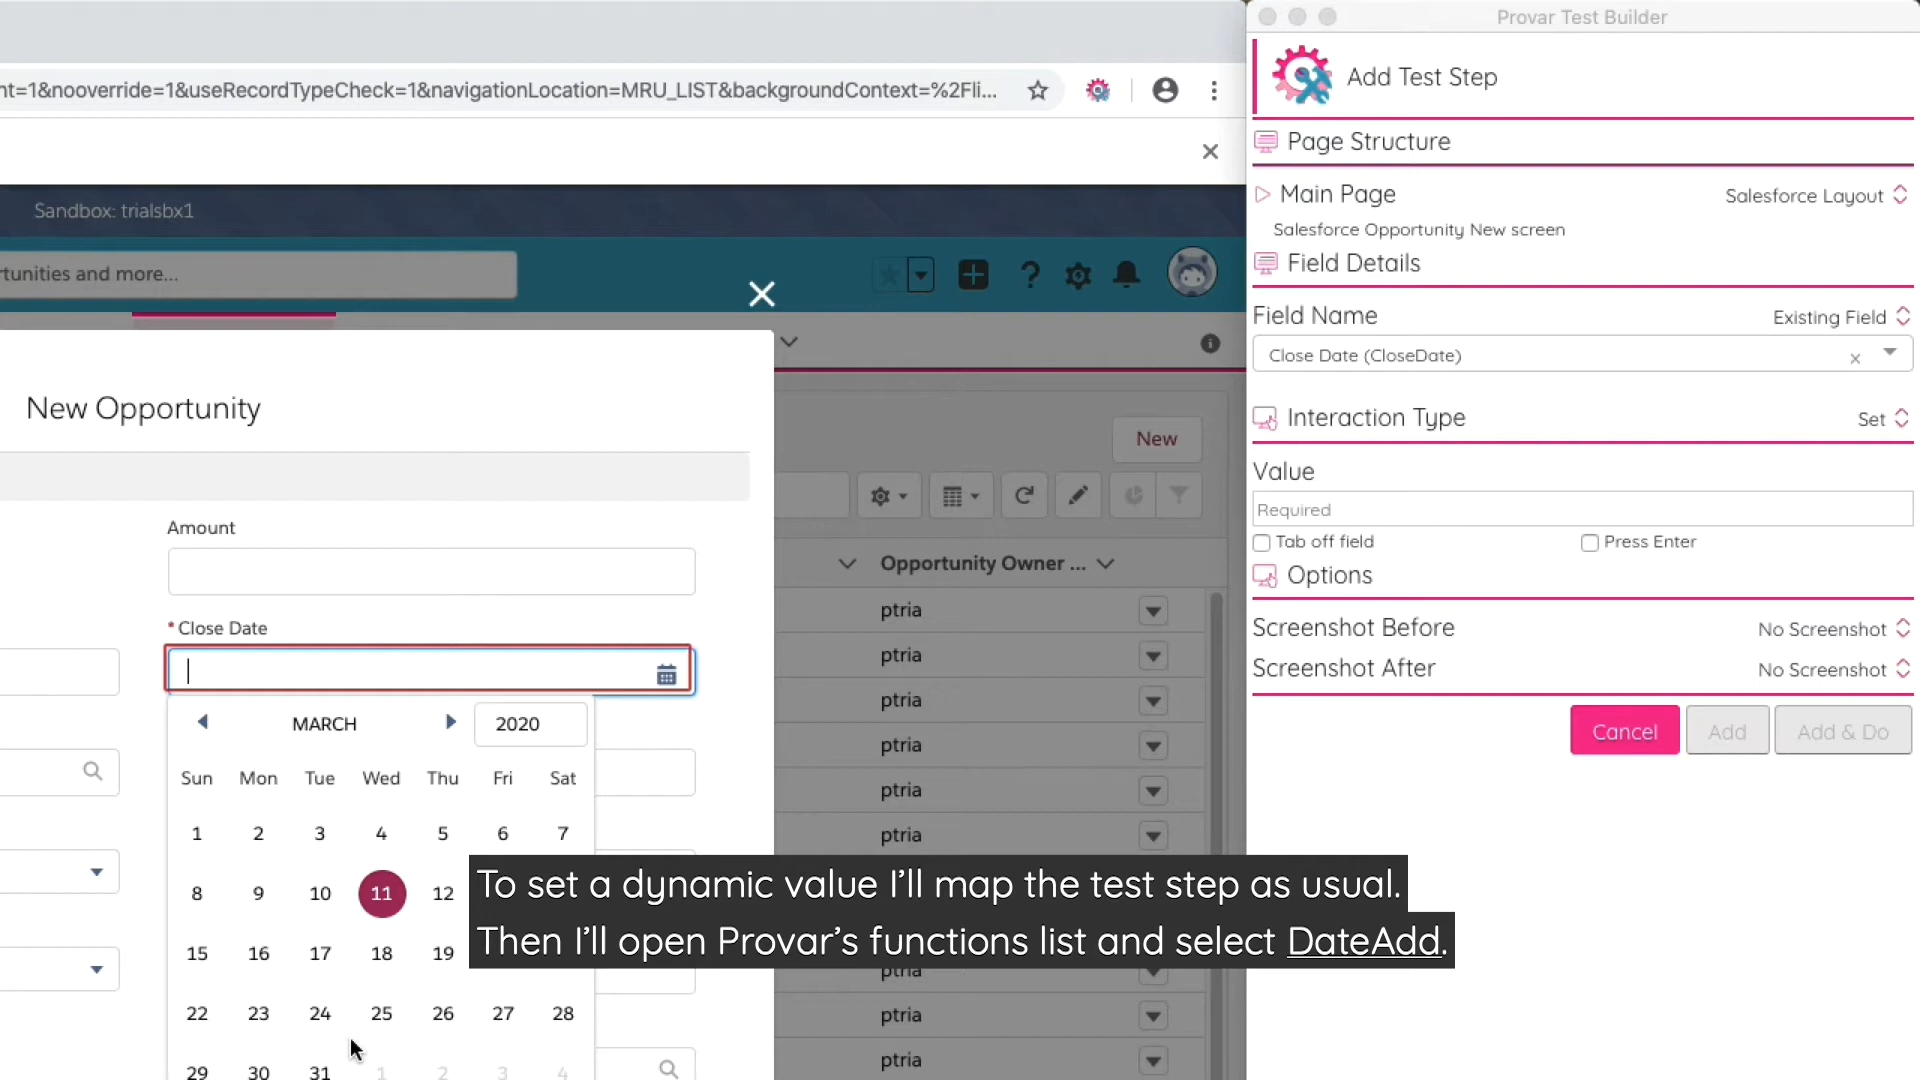 nt=1&nooverride=1&useRecordTypeCheck=1&navigationLocation=MRU_LIST&backgroundContext=%2Fli...
Sandbox: trialsbx1
rtunities and more...
New Opportunity
New
Amount
Opportunity Owner ...
ptria
* Close Date
ptria
ptria
MARCH
2020
ptria
Sun Mon Tue Wed Thu Fri Sat
ptria
1 2 3 4 5 6 7
ptria
8 9 10 11 12
15 16 17 18 19
ptria
22 23 24 25 26 27 28
ptria
29 30 31 1 2 3 4
ptria
To set a dynamic value I'll map the test step as usual.
Then I'll open Provar's functions list and select DateAdd.
Provar Test Builder
Add Test Step
Page Structure
Main Page Salesforce Layout
Salesforce Opportunity New screen
Field Details
Field Name Existing Field
Close Date (CloseDate)
Interaction Type Set
Value
Required
Tab off field Press Enter
Options
Screenshot Before No Screenshot
Screenshot After No Screenshot
Cancel Add Add & Do